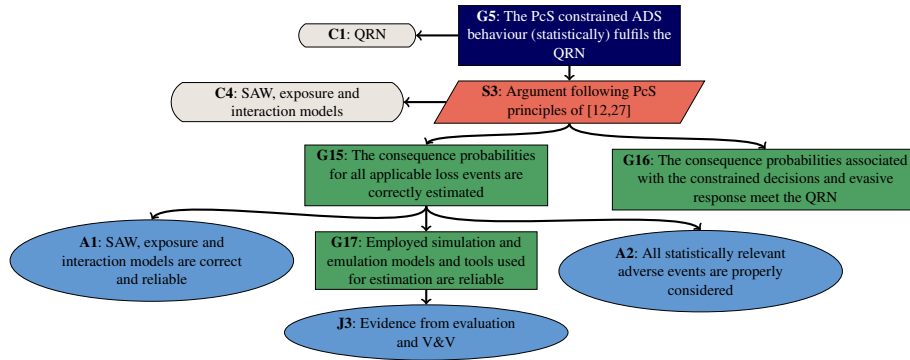 G5: The PcS constrained ADS
behaviour (statistically) fulfils the
QRN
C1: QRN
C4: SAW, exposure and
interaction models
S3: Argument following PcS
principles of [12,27]
G15: The consequence probabilities
for all applicable loss events are
correctly estimated
G16: The consequence probabilities associated
with the constrained decisions and evasive
response meet the QRN
A1: SAW, exposure and
interaction models are correct
and reliable
G17: Employed simulation and
emulation models and tools used
for estimation are reliable
A2: All statistically relevant
adverse events are properly
considered
J3: Evidence from evaluation
and V&V